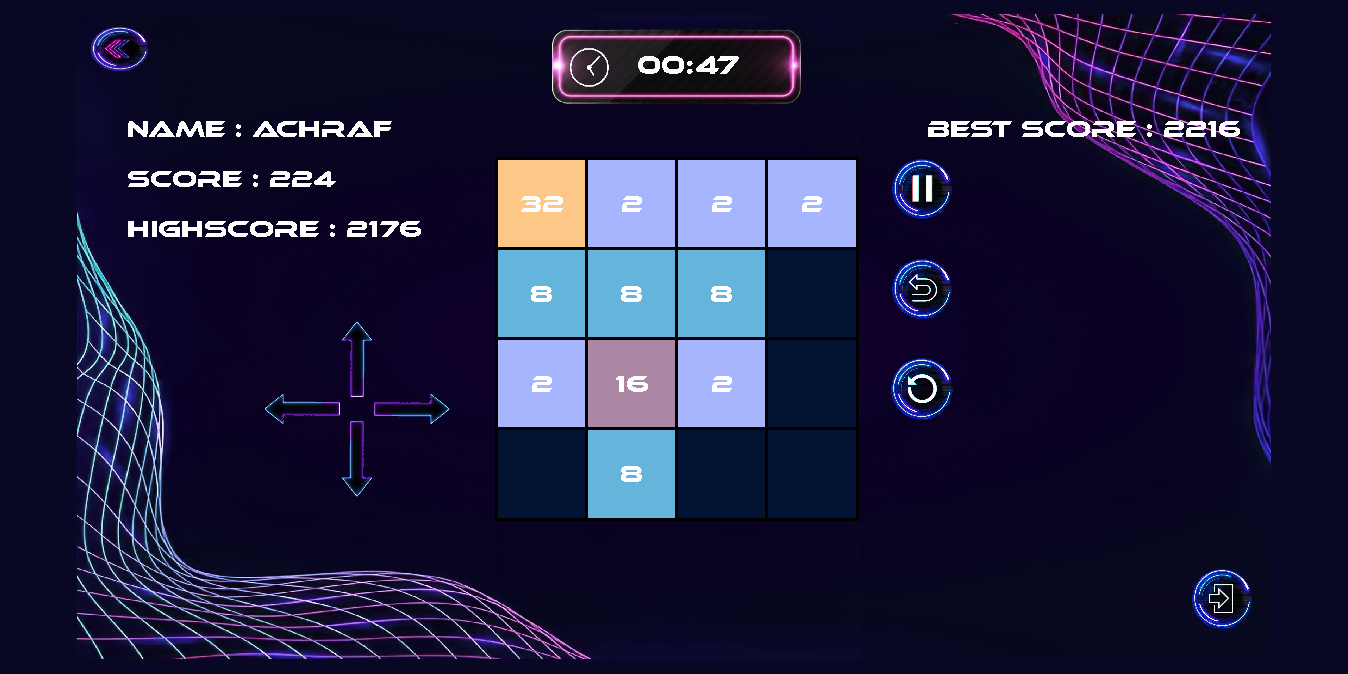 00:47
NAME : ACHRAF
BEST SCORE : 2216
SCORE : 224
HIGHSCORE : 2176
32 2 2 2
8 8 8
2 16 2
8